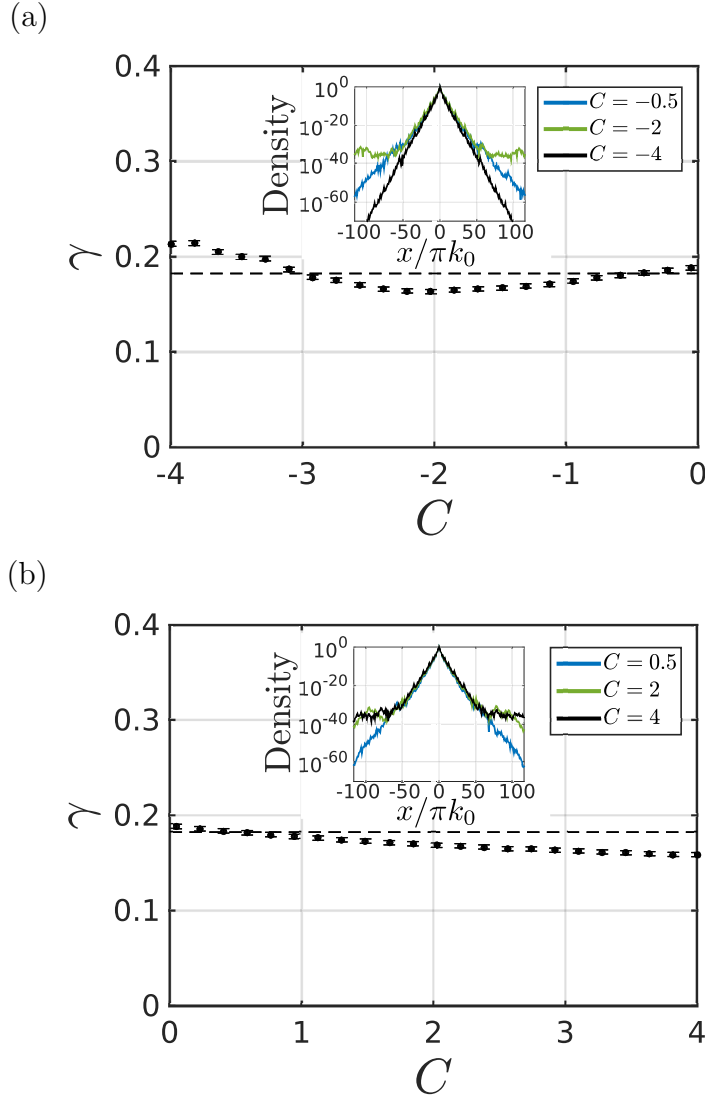 (a)
0.4
0.3
0.2
0.1
0
γ
-4
-3
-2
-1
0
C
Density
10^0
10^-20
10^-40
10^-60
-100
-50
0
50
100
x/πk_0
C = −0.5
C = −2
C = −4
(b)
0.4
0.3
0.2
0.1
0
γ
0
1
2
3
4
C
Density
10^0
10^-20
10^-40
10^-60
-100
-50
0
50
100
x/πk_0
C = 0.5
C = 2
C = 4